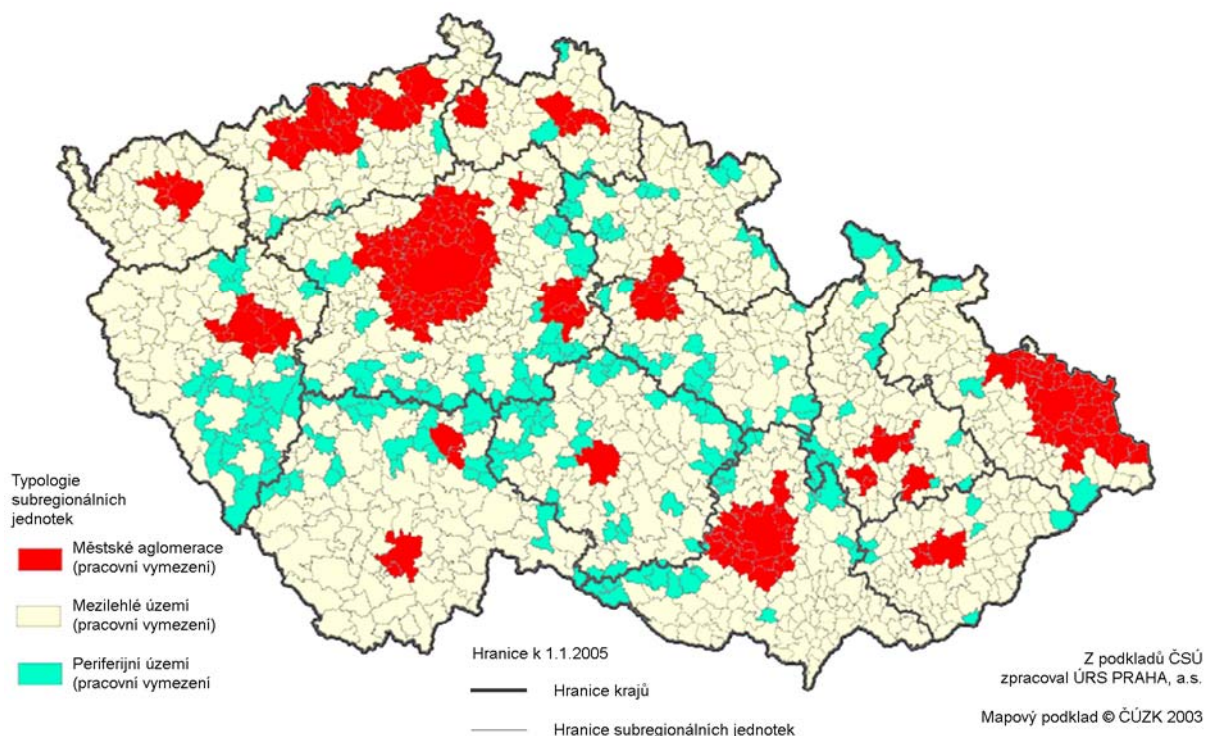 Typologie
subregionálních
jednotek
Městské aglomerace
(pracovní vymezení)
Mezilehlé území
(pracovní vymezení)
Periferijní území
(pracovní vymezení
Hranice k 1.1.2005
Hranice krajů
Hranice subregionálních jednotek
Z podkladů ČSÚ
zpracoval ÚRS PRAHA, a.s.
Mapový podklad © ČÚZK 2003